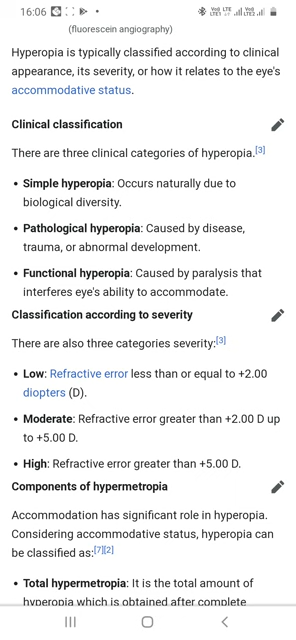 16:06
(fluorescein angiography)
Hyperopia is typically classified according to clinical
appearance, its severity, or how it relates to the eye's
accommodative status.
Clinical classification
There are three clinical categories of hyperopia.[3]
• Simple hyperopia: Occurs naturally due to
biological diversity.
• Pathological hyperopia: Caused by disease,
trauma, or abnormal development.
• Functional hyperopia: Caused by paralysis that
interferes eye's ability to accommodate.
Classification according to severity
There are also three categories severity:[3]
• Low: Refractive error less than or equal to +2.00
diopters (D).
• Moderate: Refractive error greater than +2.00 D up
to +5.00 D.
• High: Refractive error greater than +5.00 D.
Components of hypermetropia
Accommodation has significant role in hyperopia.
Considering accommodative status, hyperopia can
be classified as:[7][2]
• Total hypermetropia: It is the total amount of
hyperopia which is obtained after complete